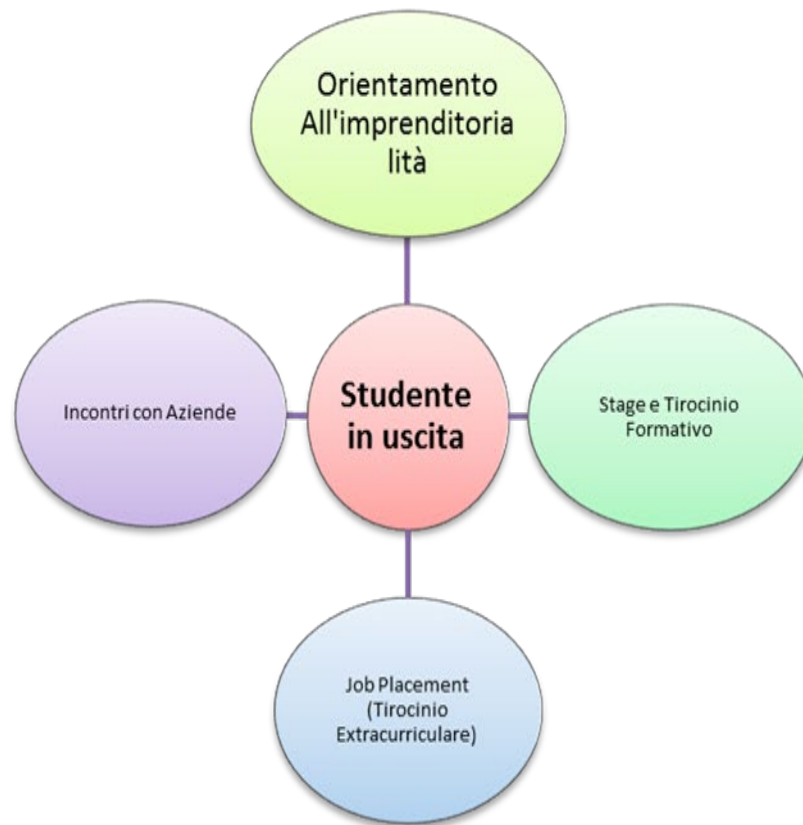 Orientamento
All'imprenditoria
lità
Incontri con Aziende
Studente
in uscita
Stage e Tirocinio
Formativo
Job Placement
(Tirocinio
Extracurriculare)